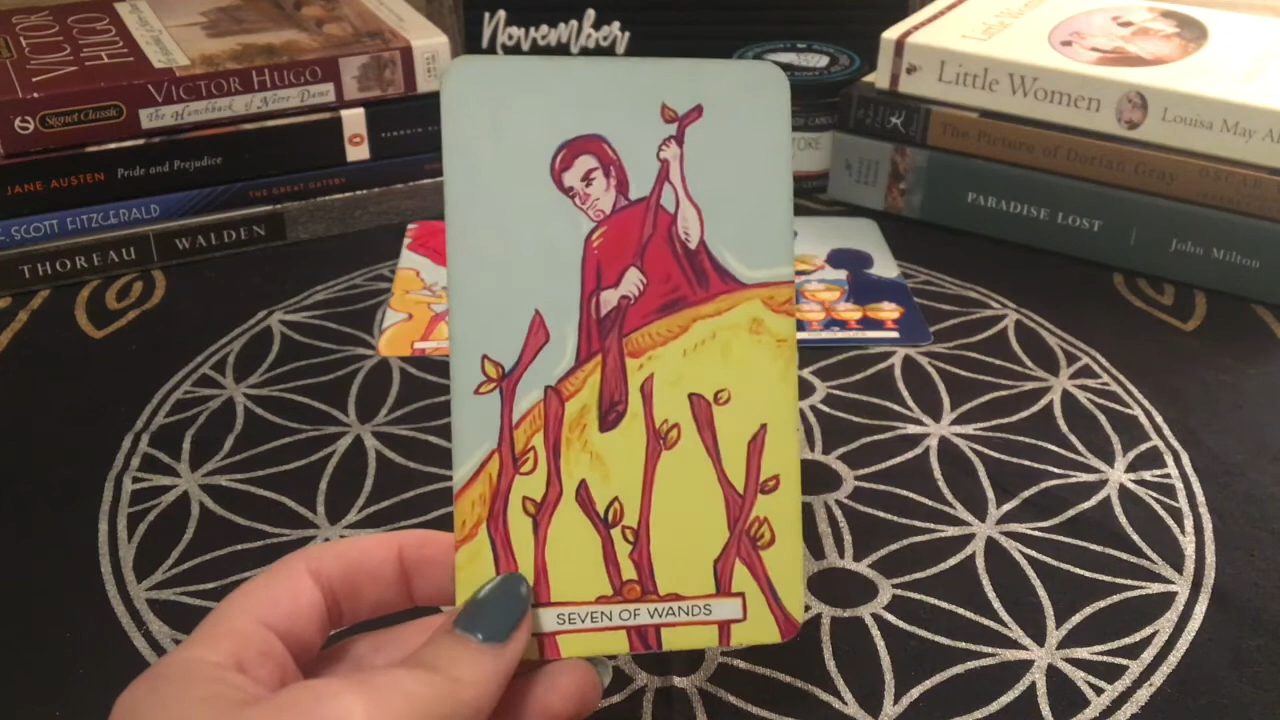 November
VICTOR
HUGO
VICTOR HUGO
Signet Classic
The Hunchback of Notre-Dame
JANE AUSTEN Pride and Prejudice
F. SCOTT FITZGERALD THE GREAT GATSBY
THOREAU | WALDEN
Little Women
Louisa May
The Picture of Dorian Gray OSCAR
PARADISE LOST | John Milton
SEVEN OF WANDS